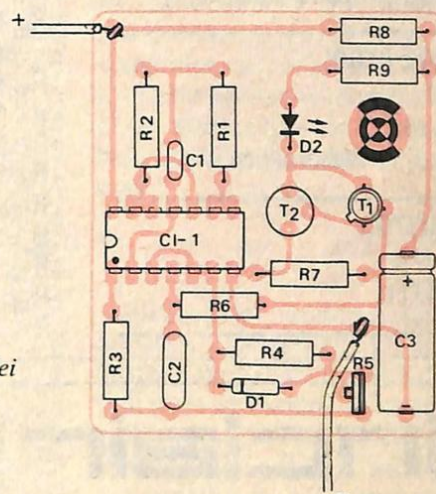 +
R8
R9
R2
R1
C1
D2
T2
T1
CI-1
R7
+
R6
C3
R3
C2
R4
R5
ei
D1
−